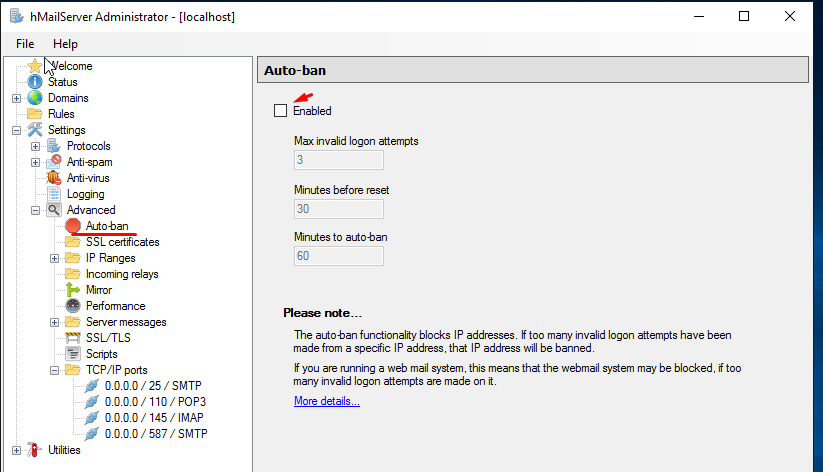 hMailServer Administrator - [localhost]
File Help
Welcome
Status
Domains
Rules
Settings
Protocols
Anti-spam
Anti-virus
Logging
Advanced
Auto-ban
SSL certificates
IP Ranges
Incoming relays
Mirror
Performance
Server messages
SSL/TLS
Scripts
TCP/IP ports
0.0.0.0 / 25 / SMTP
0.0.0.0 / 110 / POP3
0.0.0.0 / 145 / IMAP
0.0.0.0 / 587 / SMTP
Utilities
Auto-ban
Enabled
Max invalid logon attempts
3
Minutes before reset
30
Minutes to auto-ban
60
Please note...
The auto-ban functionality blocks IP addresses. If too many invalid logon attempts have been
made from a specific IP address, that IP address will be banned.
If you are running a web mail system, this means that the webmail system may be blocked, if too
many invalid logon attempts are made on it.
More details...